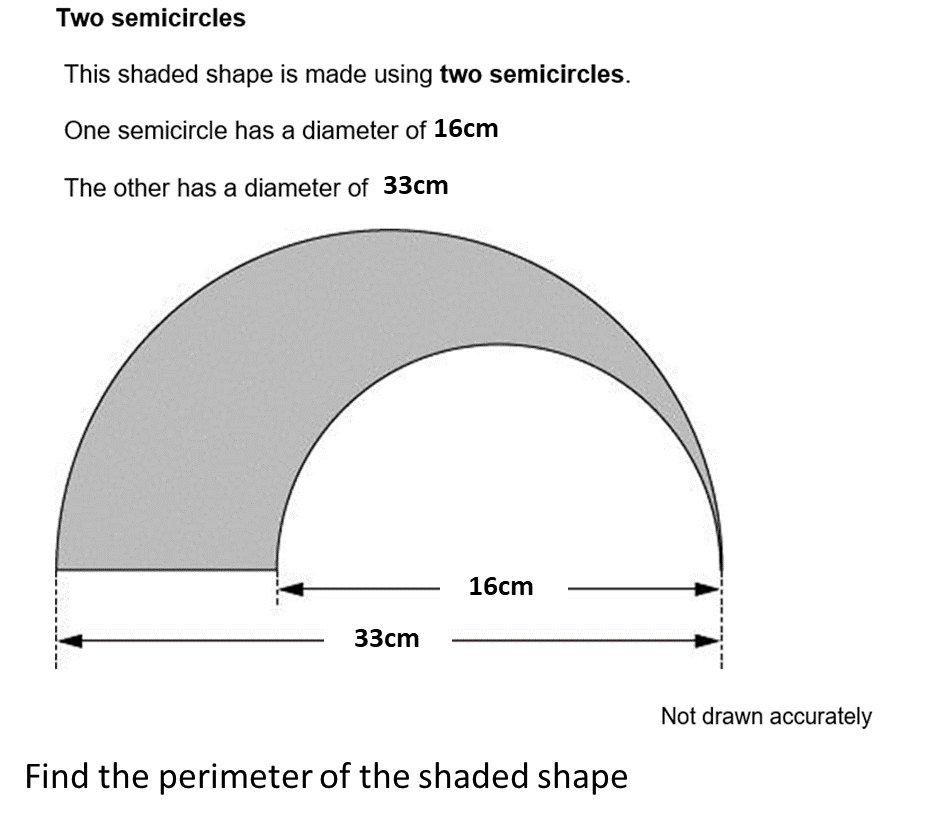 Two semicircles
This shaded shape is made using two semicircles.
One semicircle has a diameter of 16cm
The other has a diameter of 33cm
16cm
33cm
Not drawn accurately
Find the perimeter of the shaded shape